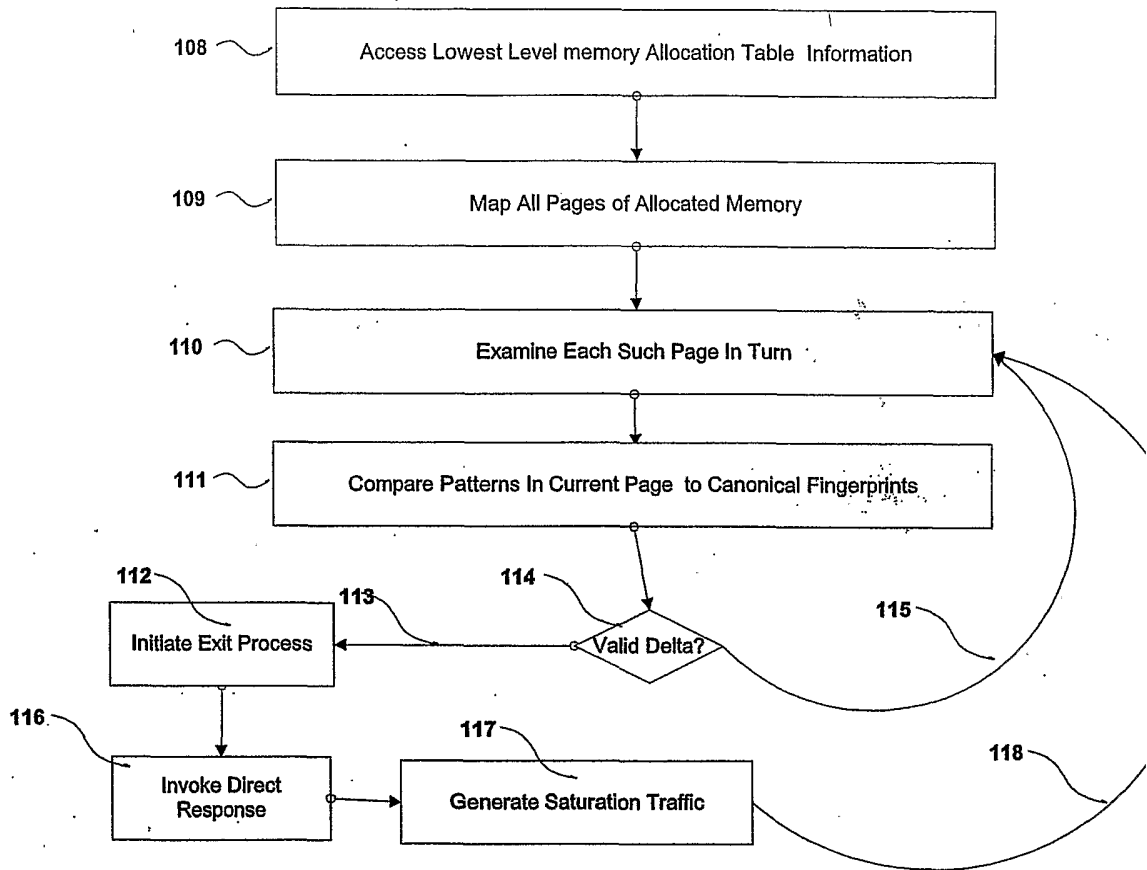 108
Access Lowest Level memory Allocation Table Information
109
Map All Pages of Allocated Memory
110
Examine Each Such Page In Turn
111
Compare Patterns In Current Page to Canonical Fingerprints
112
113
114
115
Initiate Exit Process
Valid Delta?
116
117
118
Invoke Direct
Response
Generate Saturation Traffic